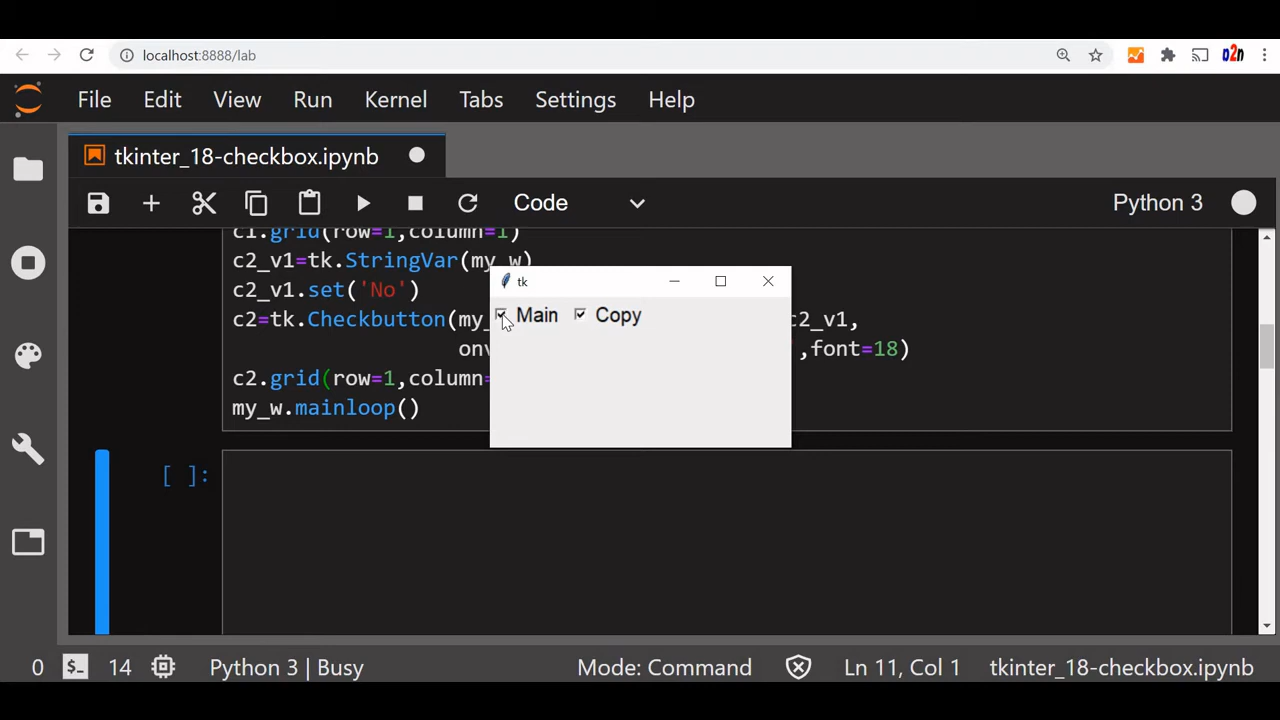 localhost:8888/lab
File Edit View Run Kernel Tabs Settings Help
tkinter_18-checkbox.ipynb
Code Python 3
c1.grid(row=1,column=1)
c2_v1=tk.StringVar(my_w)
c2_v1.set('No')
c2=tk.Checkbutton(my_ c2_v1,
onv ',font=18)
c2.grid(row=1,column=
my_w.mainloop()
tk
Main Copy
[ ]:
0 14 Python 3 | Busy Mode: Command Ln 11, Col 1 tkinter_18-checkbox.ipynb